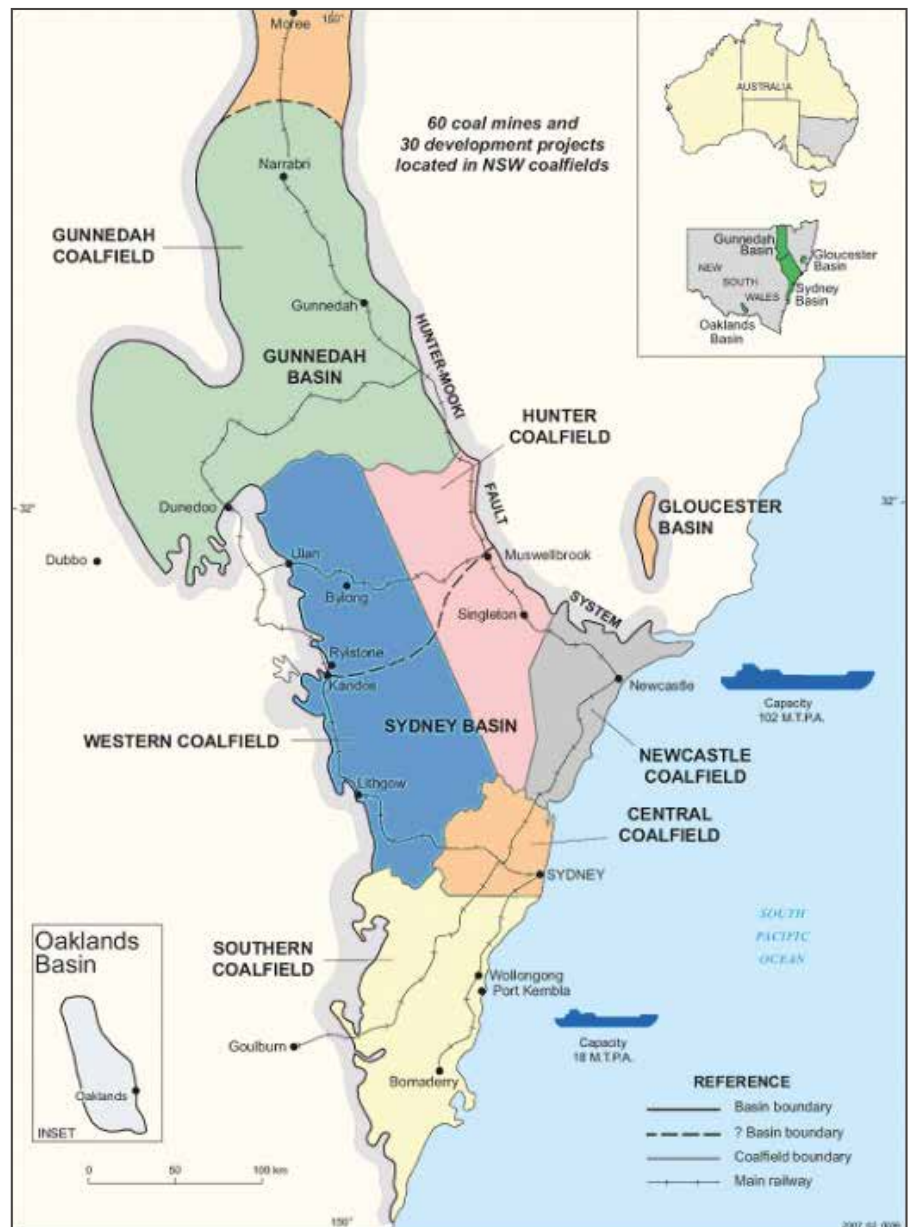 Moree
150°
60 coal mines and
30 development projects
located in NSW coalfields
AUSTRALIA
Narrabri
GUNNEDAH
COALFIELD
Gunnedah
Basin
Gloucester
Basin
NEW
SOUTH
WALES
Sydney
Basin
Oaklands
Basin
Gunnedah
HUNTER-MOOKI
GUNNEDAH
BASIN
HUNTER
COALFIELD
FAULT
32°
Dunedoo
32°
GLOUCESTER
BASIN
Dubbo
Ulan
Muswellbrook
Bylong
SYSTEM
Singleton
Rylstone
Kandos
Newcastle
Capacity
102 M.T.P.A.
WESTERN COALFIELD
SYDNEY BASIN
NEWCASTLE
COALFIELD
Lithgow
CENTRAL
COALFIELD
SYDNEY
SOUTH
PACIFIC
OCEAN
Oaklands
Basin
SOUTHERN
COALFIELD
Wollongong
Port Kembla
Goulburn
Capacity
18 M.T.P.A.
Bomaderry
Oaklands
INSET
REFERENCE
Basin boundary
? Basin boundary
Coalfield boundary
Main railway
0 50 100 km
150°